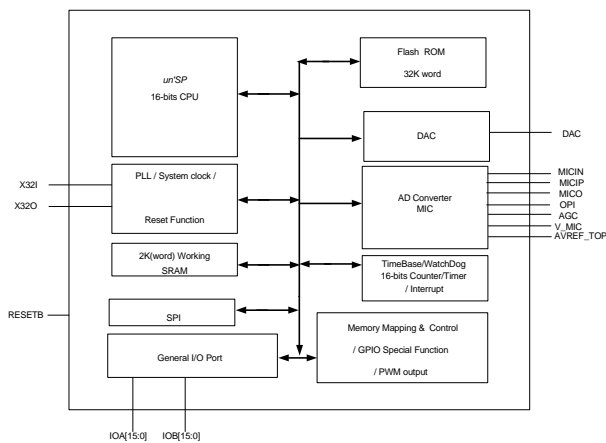 un'SP
16-bits CPU
Flash ROM
32K word
DAC
DAC
PLL / System clock /
Reset Function
X32I
X32O
AD Converter
MIC
MICIN
MICIP
MICO
OPI
AGC
V_MIC
AVREF_TOP
2K(word) Working
SRAM
TimeBase/WatchDog
16-bits Counter/Timer
/ Interrupt
RESETB
SPI
General I/O Port
Memory Mapping & Control
/ GPIO Special Function
/ PWM output
IOA[15:0]
IOB[15:0]